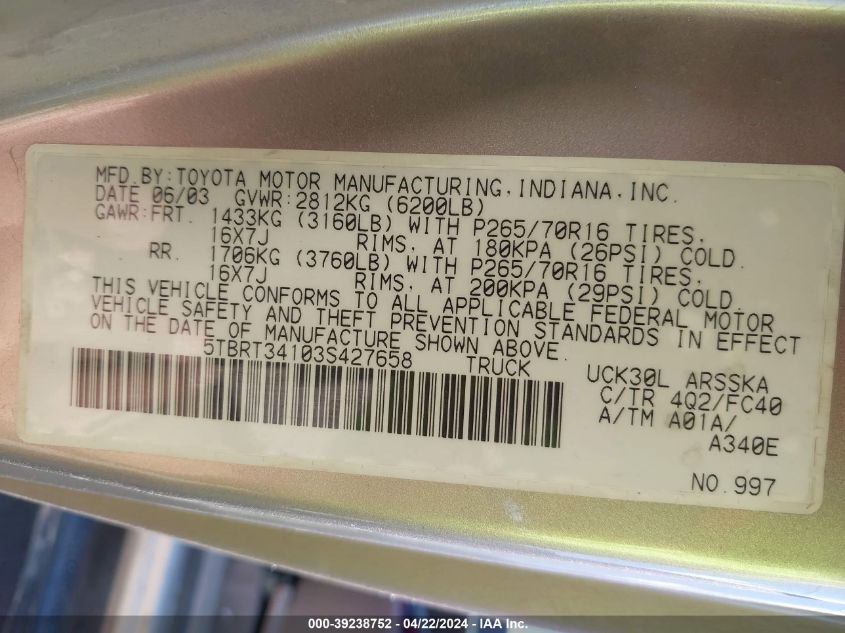 MFD.BY:TOYOTA MOTOR MANUFACTURING,INDIANA,INC.
DATE 06/03 GVWR:2812KG (6200LB)
GAWR:FRT. 1433KG (3160LB) WITH P265/70R16 TIRES,
16X7J RIMS, AT 180KPA (26PSI) COLD.
RR. 1706KG (3760LB) WITH P265/70R16 TIRES,
16X7J RIMS, AT 200KPA (29PSI) COLD.
THIS VEHICLE CONFORMS TO ALL APPLICABLE FEDERAL MOTOR
VEHICLE SAFETY AND THEFT PREVENTION STANDARDS IN EFFECT
ON THE DATE OF MANUFACTURE SHOWN ABOVE.
5TBRT34103S427658 TRUCK
UCK30L ARSSKA
C/TR 4Q2/FC40
A/TM A01A/
A340E
NO.997
000-39238752 - 04/22/2024 - IAA Inc.